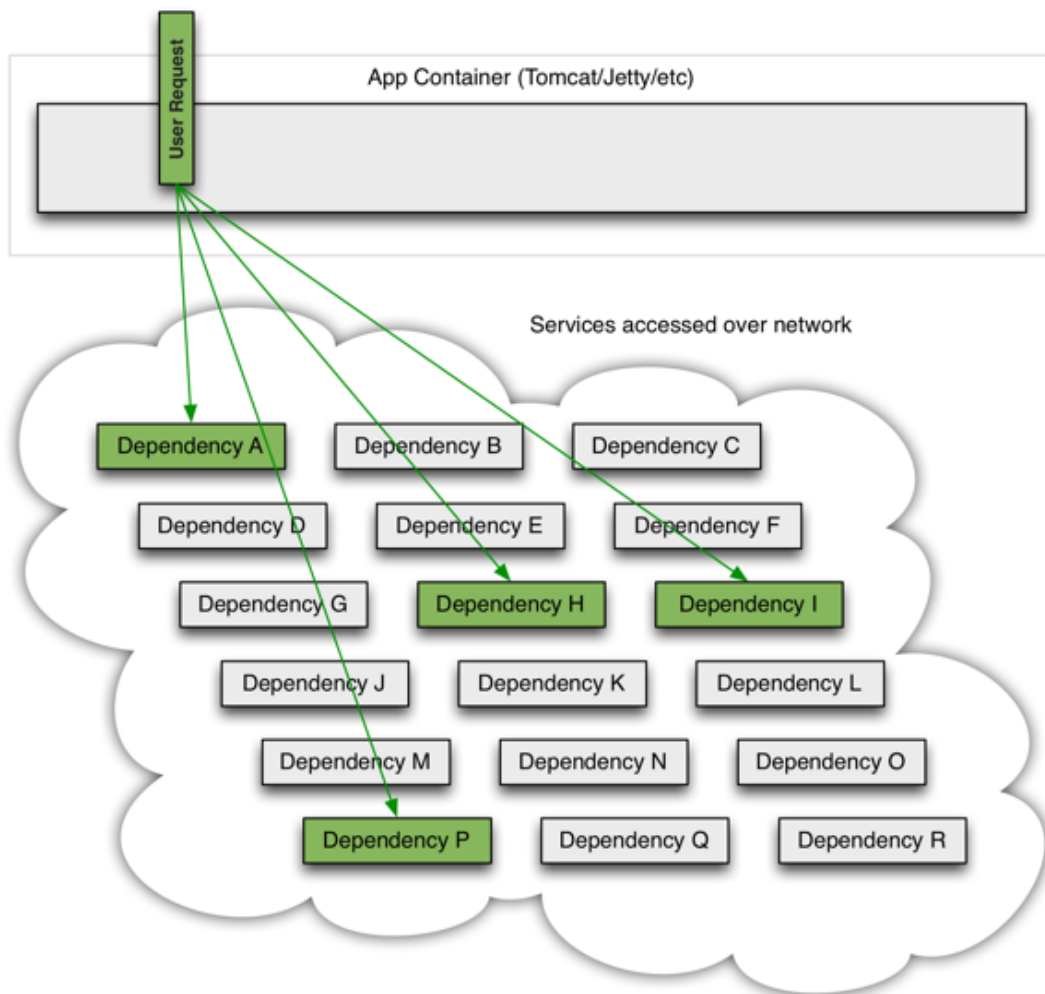 User Request
App Container (Tomcat/Jetty/etc)
Services accessed over network
Dependency A
Dependency B
Dependency C
Dependency D
Dependency E
Dependency F
Dependency G
Dependency H
Dependency I
Dependency J
Dependency K
Dependency L
Dependency M
Dependency N
Dependency O
Dependency P
Dependency Q
Dependency R